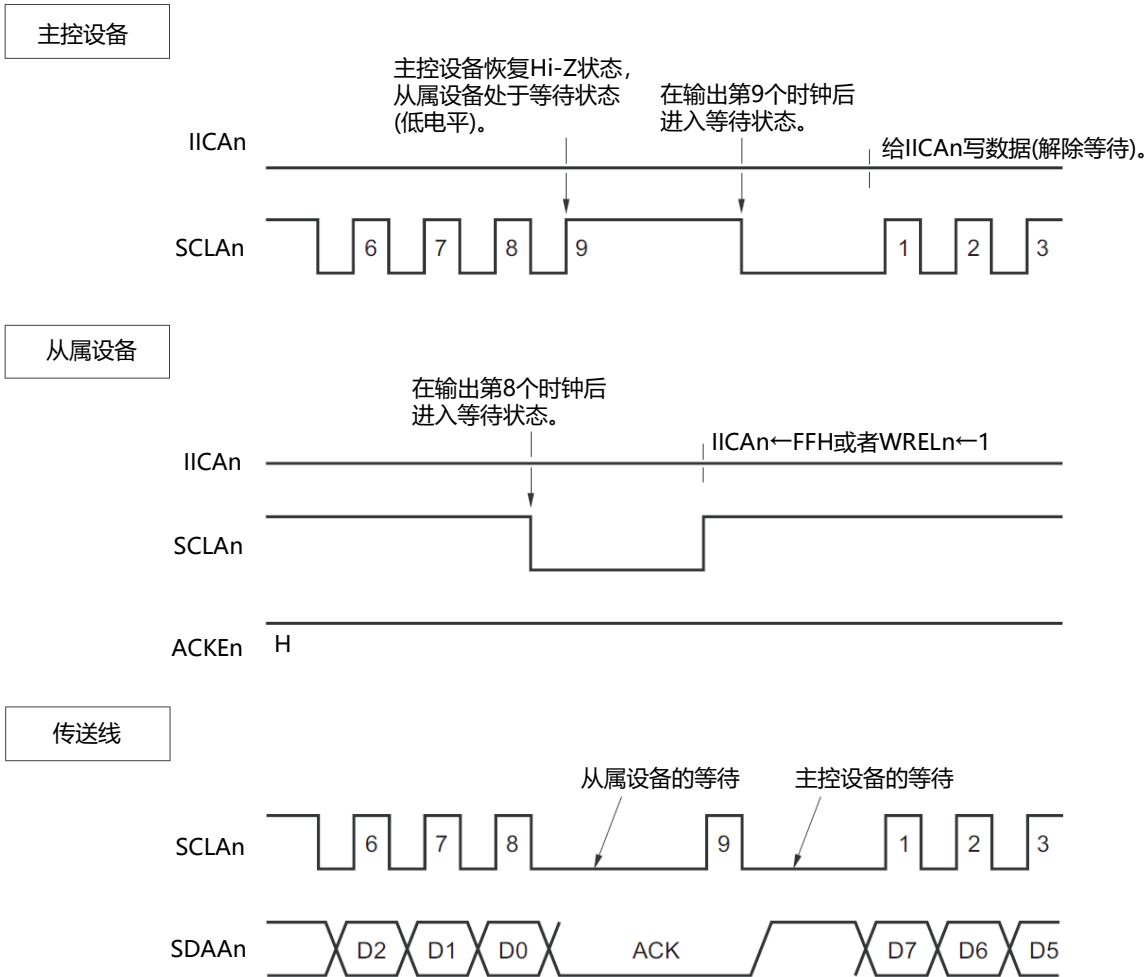 主控设备
主控设备恢复Hi-Z状态,
从属设备处于等待状态
(低电平)。
在输出第9个时钟后
进入等待状态。
IICAn
给IICAn写数据(解除等待)。
SCLAn
6 7 8 9 1 2 3
从属设备
在输出第8个时钟后
进入等待状态。
IICAn
IICAn←FFH或者WRELn←1
SCLAn
ACKEn H
传送线
从属设备的等待 主控设备的等待
SCLAn 6 7 8 9 1 2 3
SDAAn D2 D1 D0 ACK D7 D6 D5